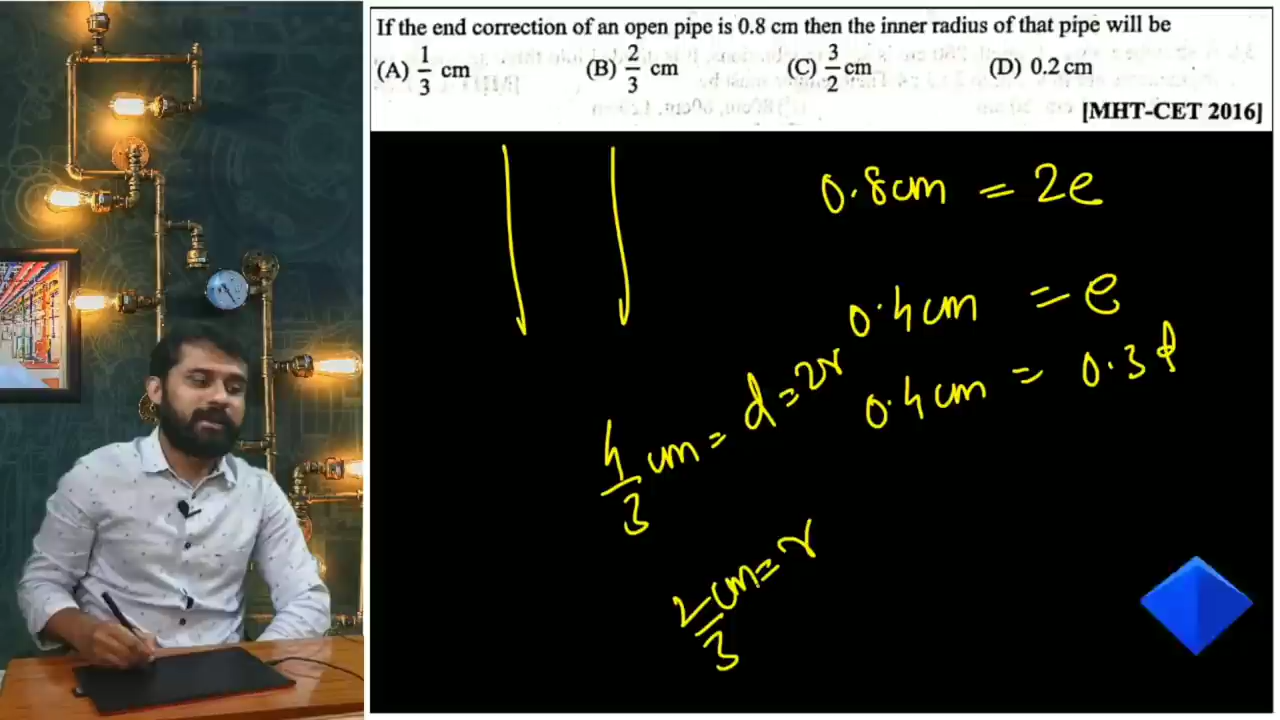 If the end correction of an open pipe is 0.8 cm then the inner radius of that pipe will be
(A) 1/3 cm (B) 2/3 cm (C) 3/2 cm (D) 0.2 cm
[MHT-CET 2016]
0.8cm = 2e
0.4cm = e
0.4cm = 0.3d
4/3 cm = d = 2r
2/3 cm = r